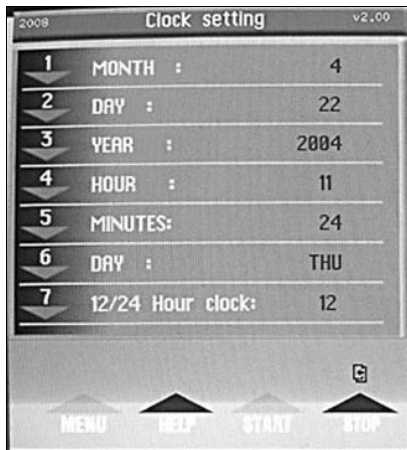 2008 Clock setting v2.00
1 MONTH : 4
2 DAY : 22
3 YEAR : 2004
4 HOUR : 11
5 MINUTES: 24
6 DAY : THU
7 12/24 Hour clock: 12
MENU HELP START STOP